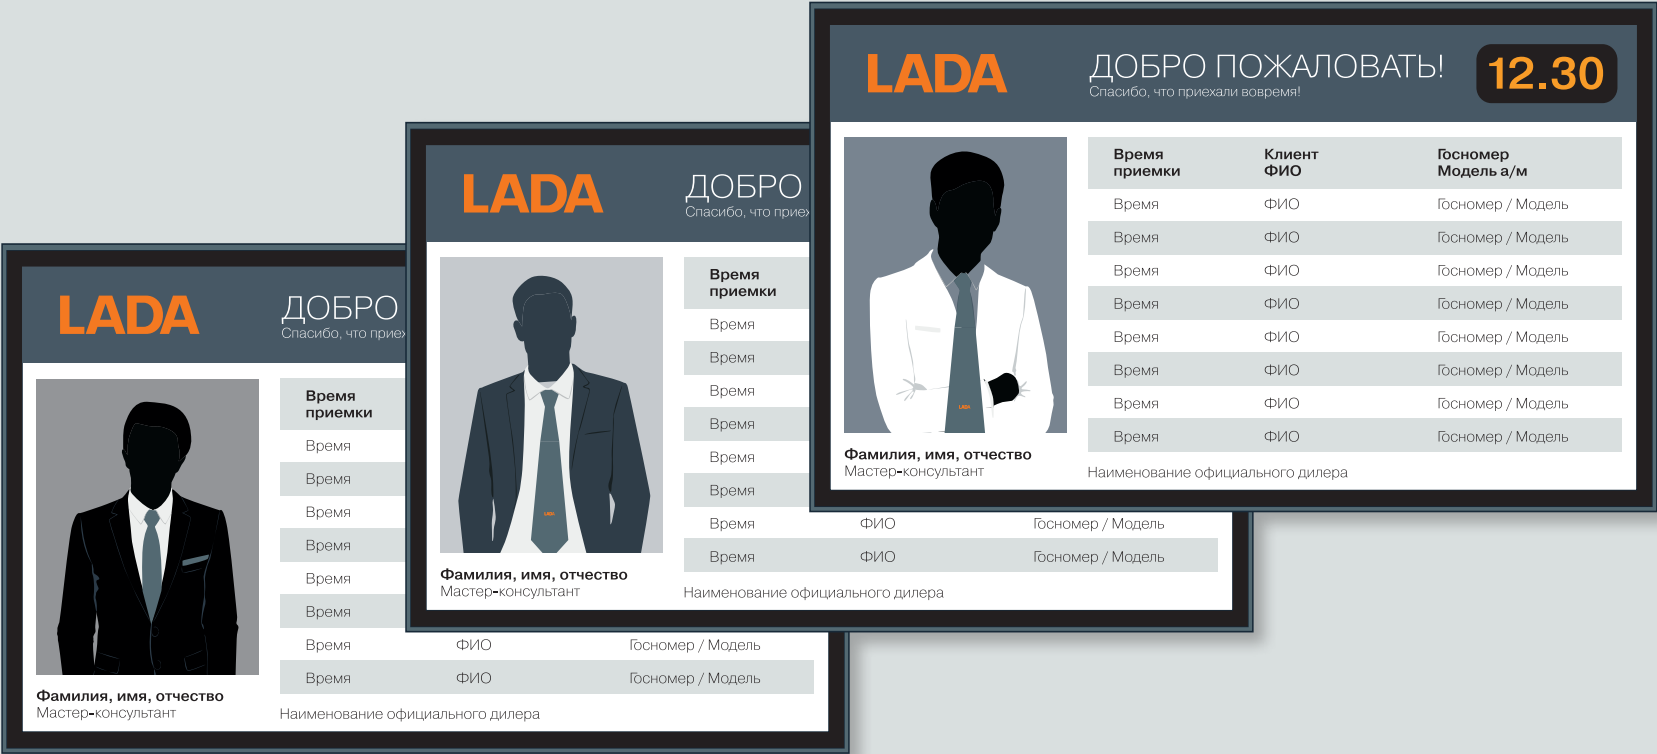 LADA
ДОБРО ПОЖАЛОВАТЬ!
Спасибо, что приехали вовремя!
12.30
Время приемки
Клиент ФИО
Госномер Модель а/м
Время ФИО Госномер / Модель
Время ФИО Госномер / Модель
Время ФИО Госномер / Модель
Время ФИО Госномер / Модель
Время ФИО Госномер / Модель
Время ФИО Госномер / Модель
Время ФИО Госномер / Модель
Время ФИО Госномер / Модель
LADA
Фамилия, имя, отчество
Мастер-консультант
Наименование официального дилера
LADA
ДОБРО
Спасибо, что приех
Время
приемки
Время
Время
Время
Время
Время
Время
Время ФИО Госномер / Модель
Время ФИО Госномер / Модель
LADA
Фамилия, имя, отчество
Мастер-консультант
Наименование официального дилера
LADA
ДОБРО
Спасибо, что приех
Время
приемки
Время
Время
Время
Время
Время
Время
Время ФИО Госномер / Модель
Время ФИО Госномер / Модель
Фамилия, имя, отчество
Мастер-консультант
Наименование официального дилера